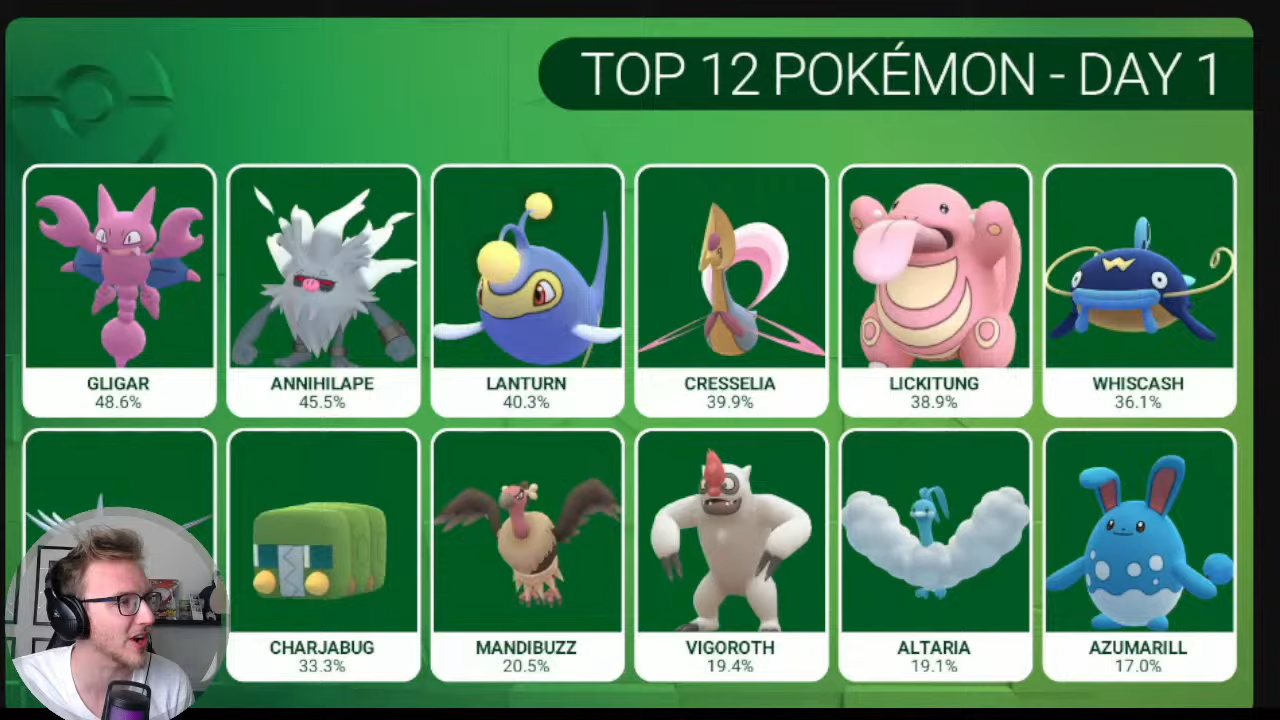 TOP 12 POKÉMON - DAY 1
GLIGAR
48.6%
ANNIHILAPE
45.5%
LANTURN
40.3%
CRESSELIA
39.9%
LICKITUNG
38.9%
WHISCASH
36.1%
CHARJABUG
33.3%
MANDIBUZZ
20.5%
VIGOROTH
19.4%
ALTARIA
19.1%
AZUMARILL
17.0%